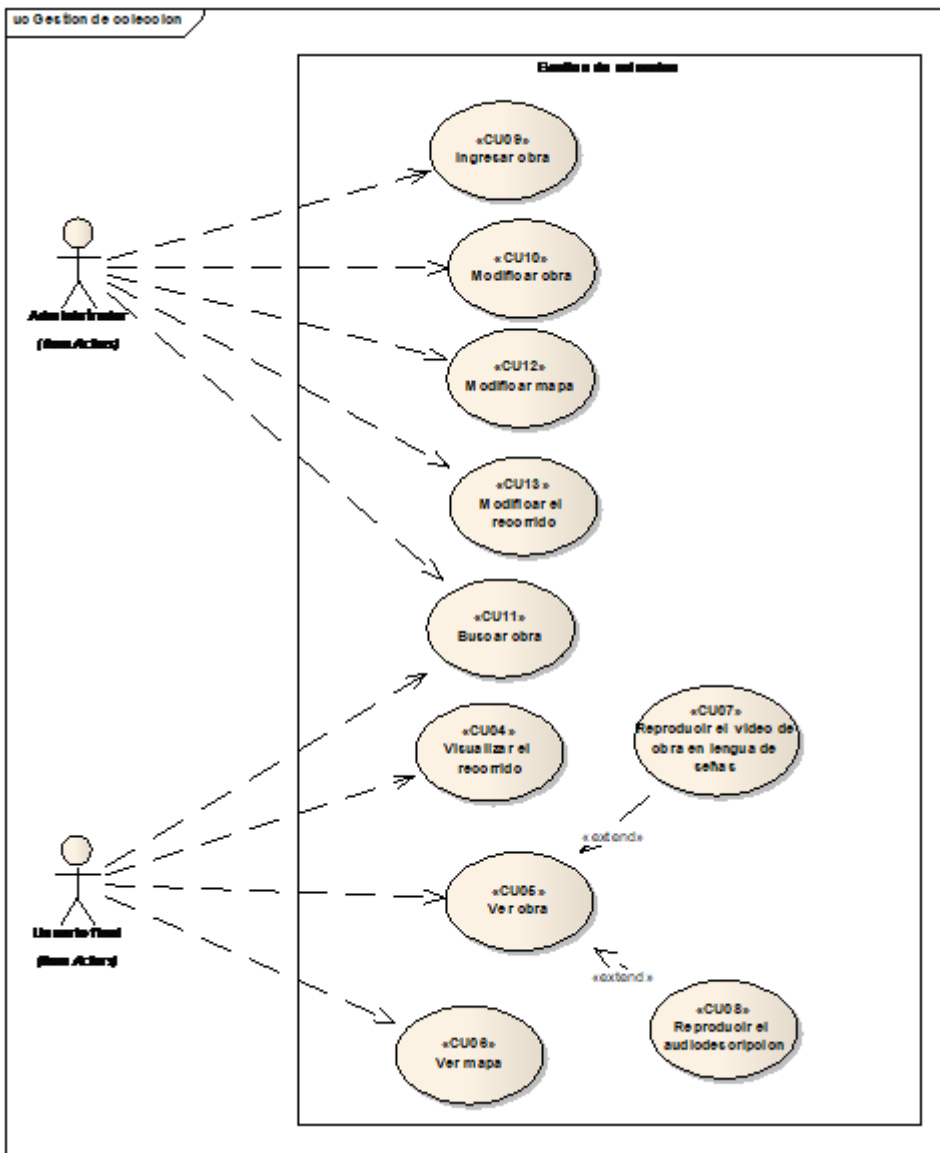 uc Gestion de coleccion
Gestion de coleccion
«CU09»
Ingresar obra
«CU10»
Modificar obra
Administrador
«CU12»
Modificar mapa
«CU13»
Modificar el
recorrido
«CU11»
Buscar obra
«CU04»
Visualizar el
recorrido
«CU07»
Reproducir el video de
obra en lengua de
señas
«extend»
Usuario final
«CU05»
Ver obra
«extend»
«CU06»
Ver mapa
«CU08»
Reproducir el
audiodescripcion